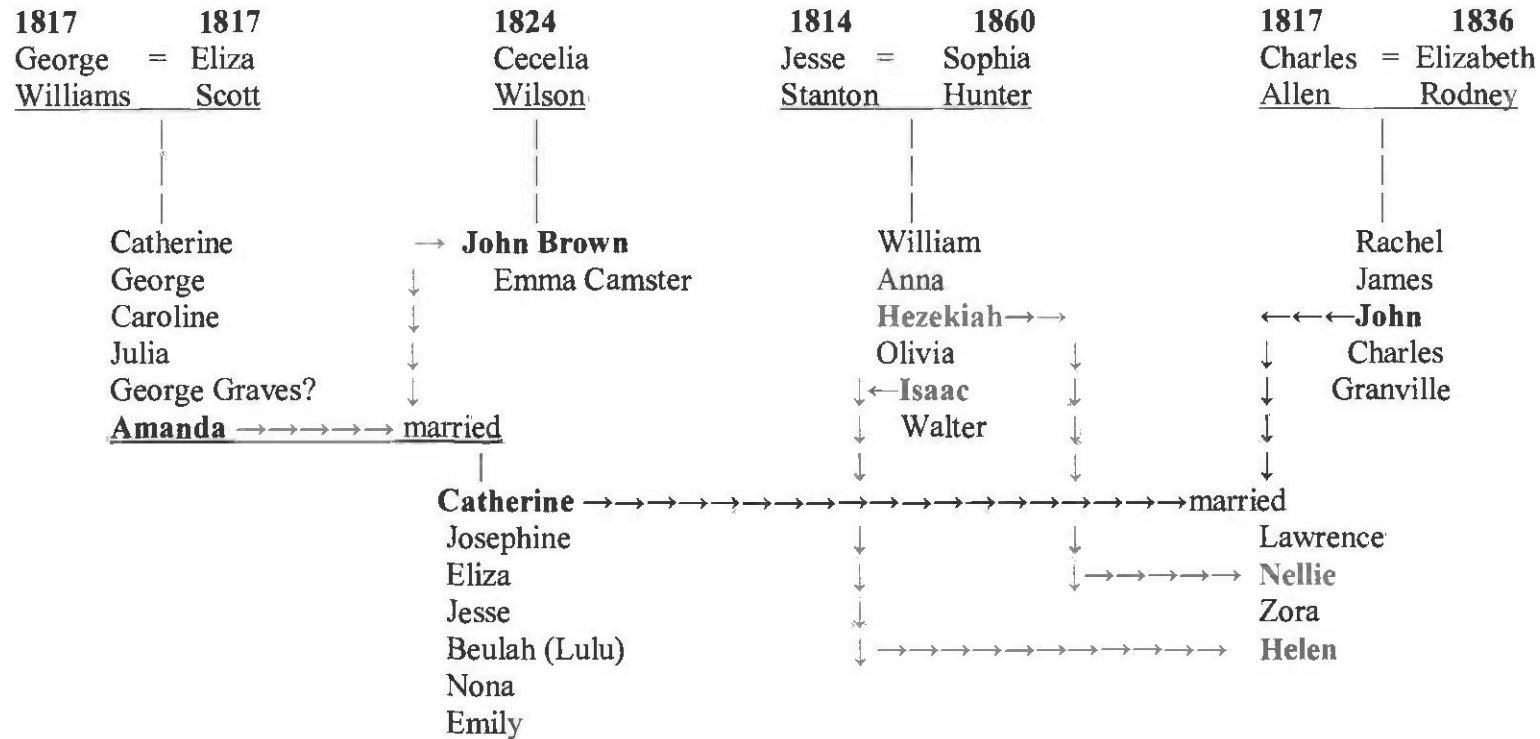 1817 1817 1824 1814 1860 1817 1836
George = Eliza Cecelia Jesse = Sophia Charles = Elizabeth
Williams Scott Wilson Stanton Hunter Allen Rodney
Catherine → John Brown William Rachel
George ↓ Emma Camster Anna James
Caroline ↓ Hezekiah→→ ←←←John
Julia ↓ Olivia ↓ ↓ Charles
George Graves? ↓ ↓ ←Isaac ↓ ↓ Granville
Amanda →→→→→ married ↓ Walter ↓ ↓
↓ ↓ ↓
Catherine →→→→→→→→→→→→→→→→→married
Josephine ↓ ↓ Lawrence
Eliza ↓ ↓→→→→→ Nellie
Jesse ↓ Zora
Beulah (Lulu) ↓→→→→→→→→→→ Helen
Nona
Emily